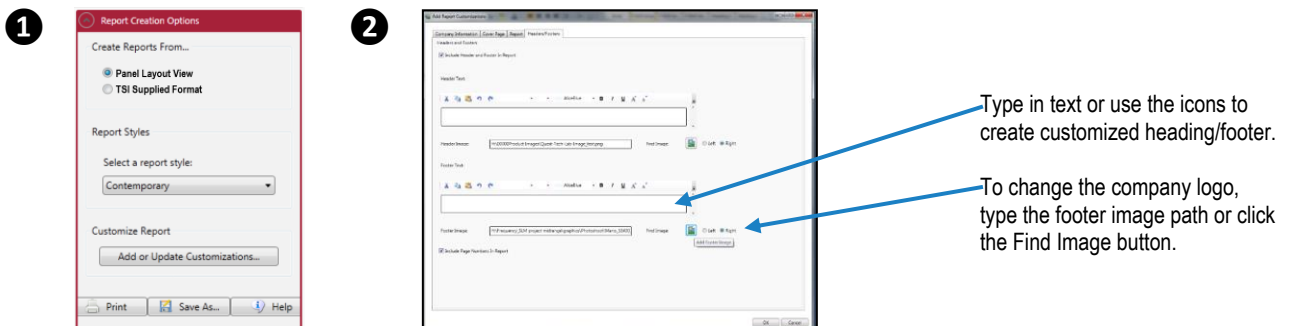 1
Report Creation Options
Create Reports From...
Panel Layout View
TSI Supplied Format
Report Styles
Select a report style:
Contemporary
Customize Report
Add or Update Customizations...
Print Save As... Help
2
Add Report Customizations
Company Information Cover Page Report Headers/Footers
Headers and Footers
Include Header and Footer In Report
Header Text:
Header Image: Find Image: Left Right
Footer Text:
Footer Image: Find Image: Left Right
Add Footer Image
Include Page Numbers In Report
OK Cancel
Type in text or use the icons to
create customized heading/footer.
To change the company logo,
type the footer image path or click
the Find Image button.